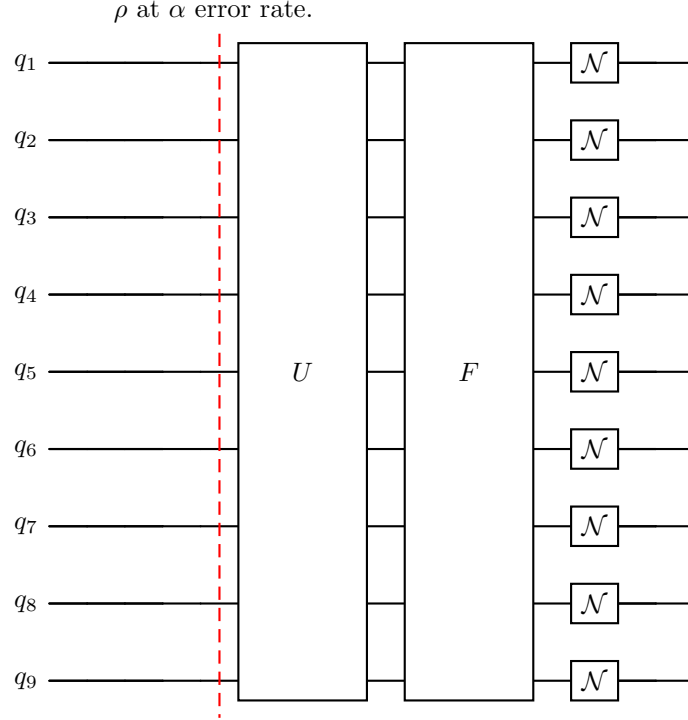 ρ at α error rate.
q₁ 𝒩
q₂ 𝒩
q₃ 𝒩
q₄ 𝒩
q₅ U F 𝒩
q₆ 𝒩
q₇ 𝒩
q₈ 𝒩
q₉ 𝒩